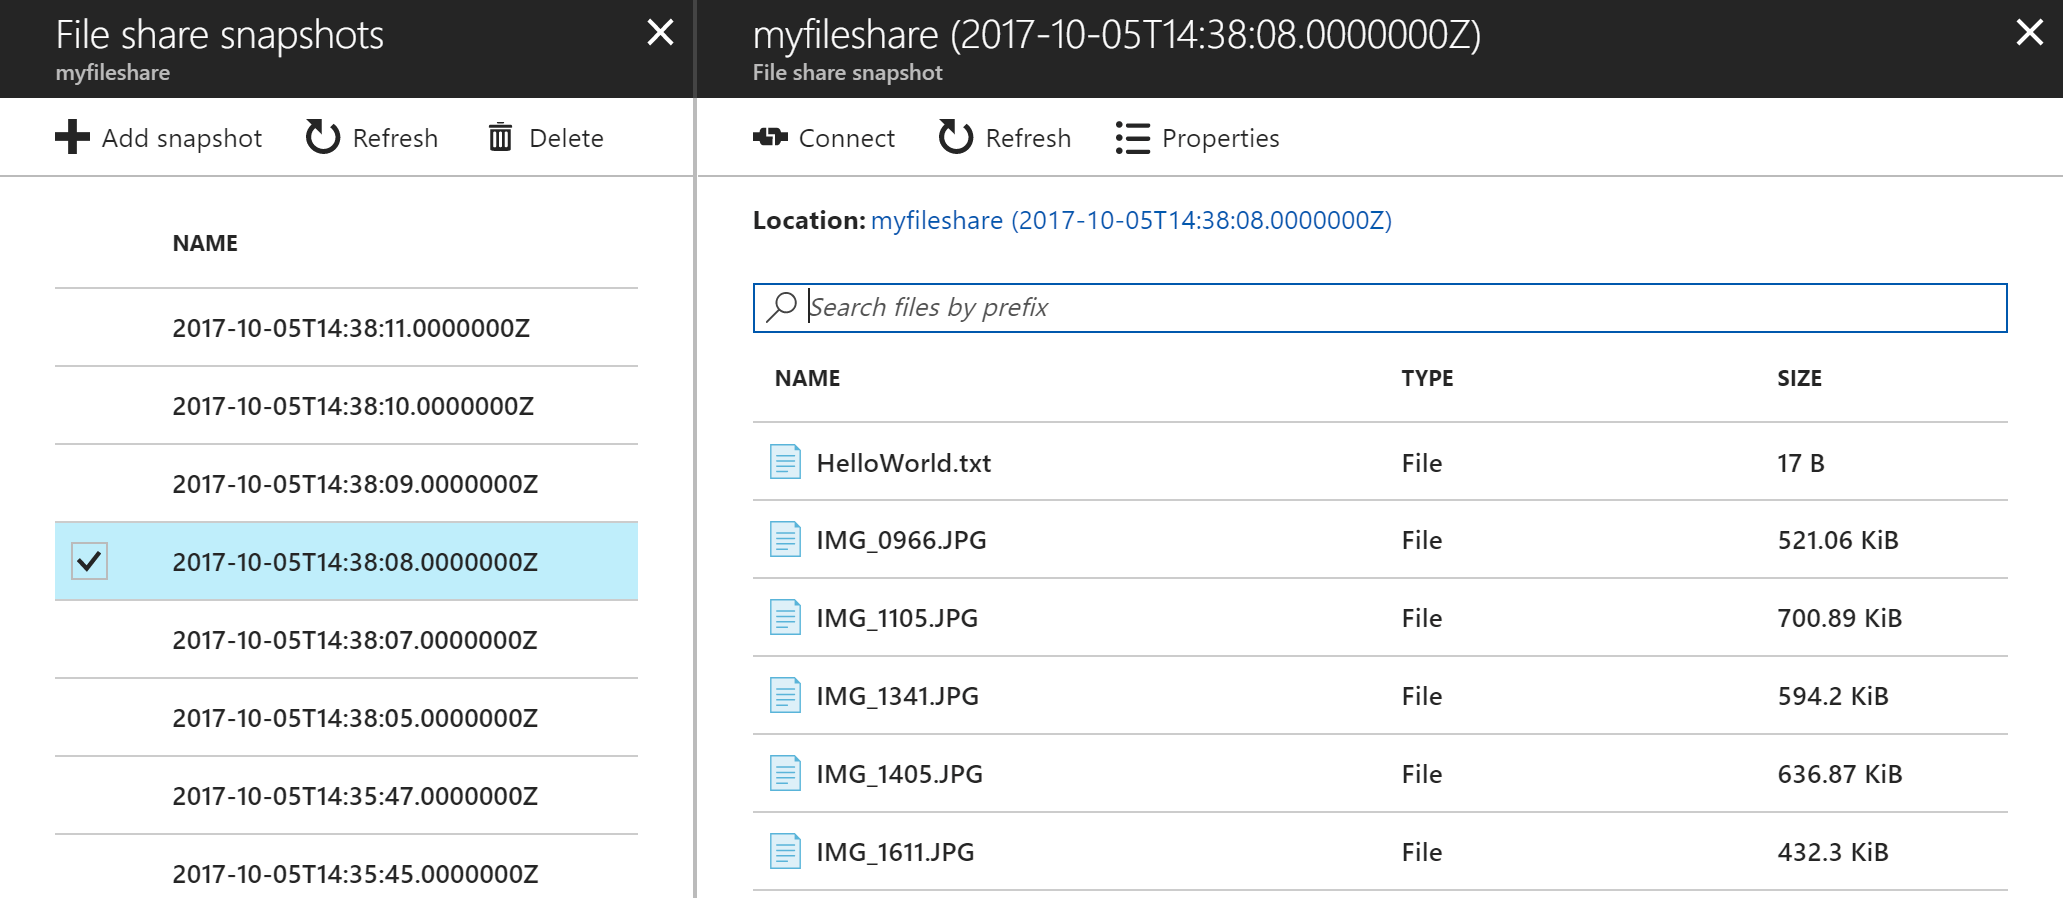 File share snapshots
myfileshare
Add snapshot Refresh Delete
NAME
2017-10-05T14:38:11.0000000Z
2017-10-05T14:38:10.0000000Z
2017-10-05T14:38:09.0000000Z
2017-10-05T14:38:08.0000000Z
2017-10-05T14:38:07.0000000Z
2017-10-05T14:38:05.0000000Z
2017-10-05T14:35:47.0000000Z
2017-10-05T14:35:45.0000000Z
myfileshare (2017-10-05T14:38:08.0000000Z)
File share snapshot
Connect Refresh Properties
Location: myfileshare (2017-10-05T14:38:08.0000000Z)
Search files by prefix
NAME TYPE SIZE
HelloWorld.txt File 17 B
IMG_0966.JPG File 521.06 KiB
IMG_1105.JPG File 700.89 KiB
IMG_1341.JPG File 594.2 KiB
IMG_1405.JPG File 636.87 KiB
IMG_1611.JPG File 432.3 KiB